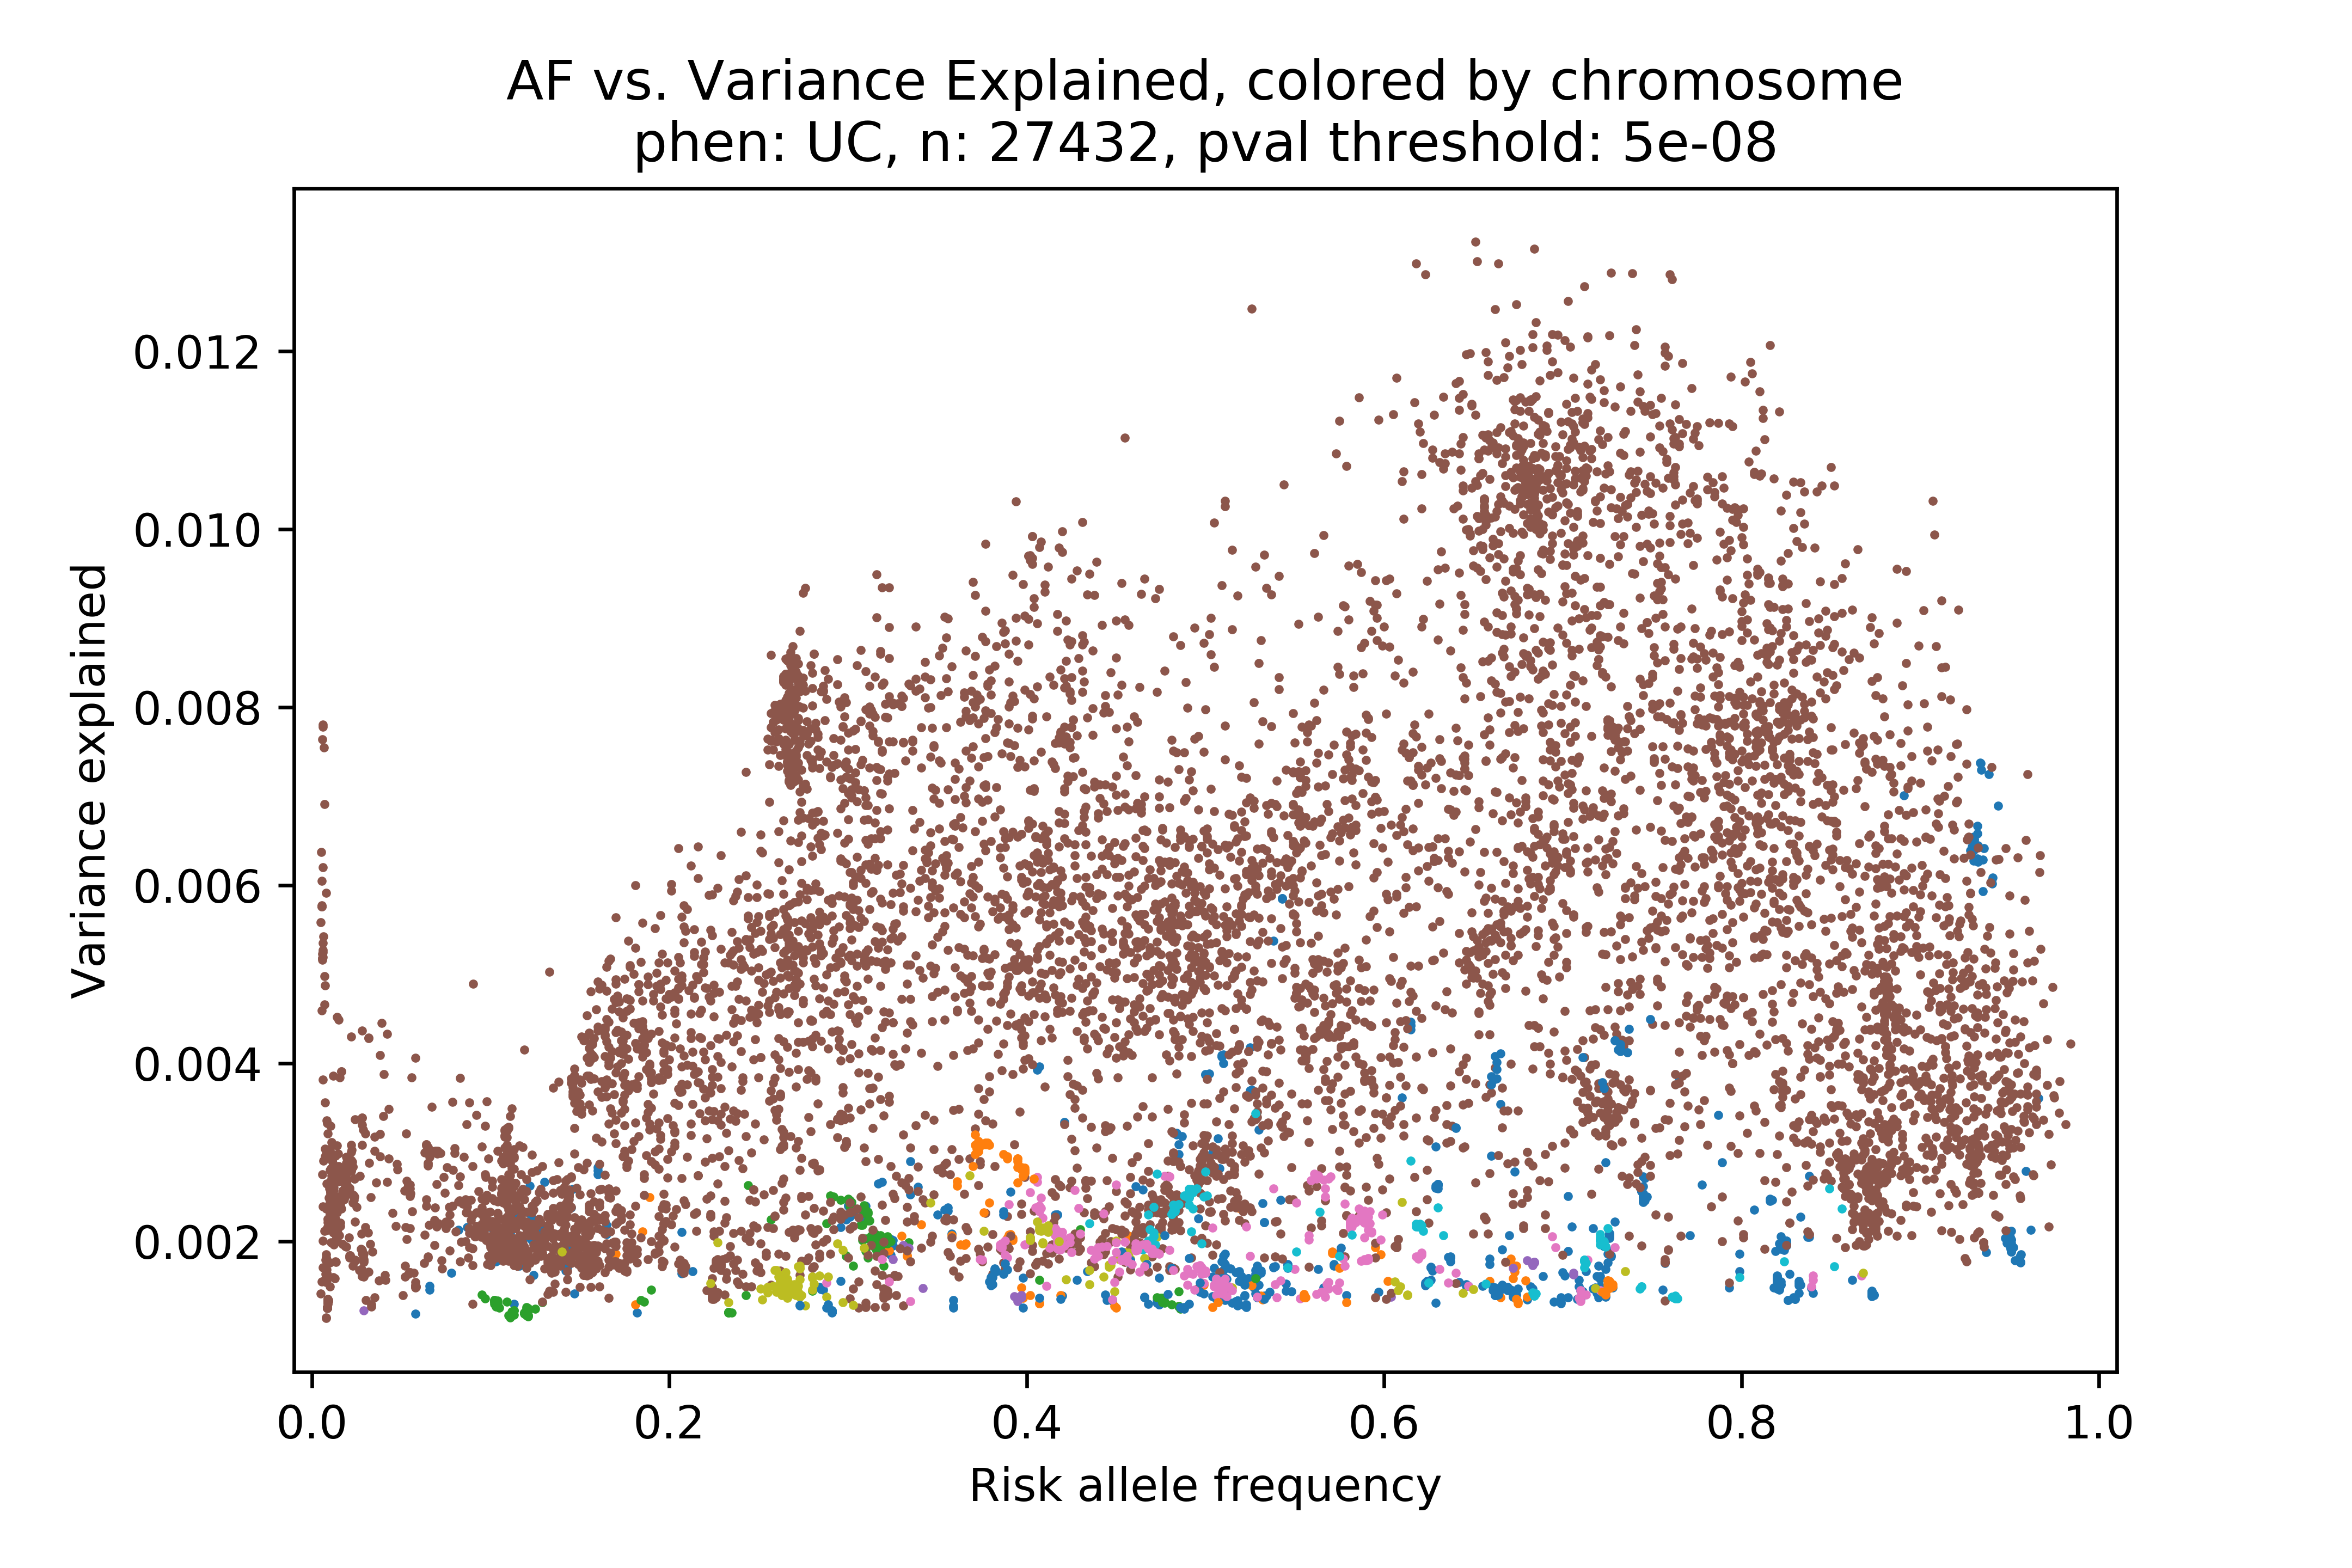 AF vs. Variance Explained, colored by chromosome
phen: UC, n: 27432, pval threshold: 5e-08
Variance explained
0.012
0.010
0.008
0.006
0.004
0.002
0.0 0.2 0.4 0.6 0.8 1.0
Risk allele frequency